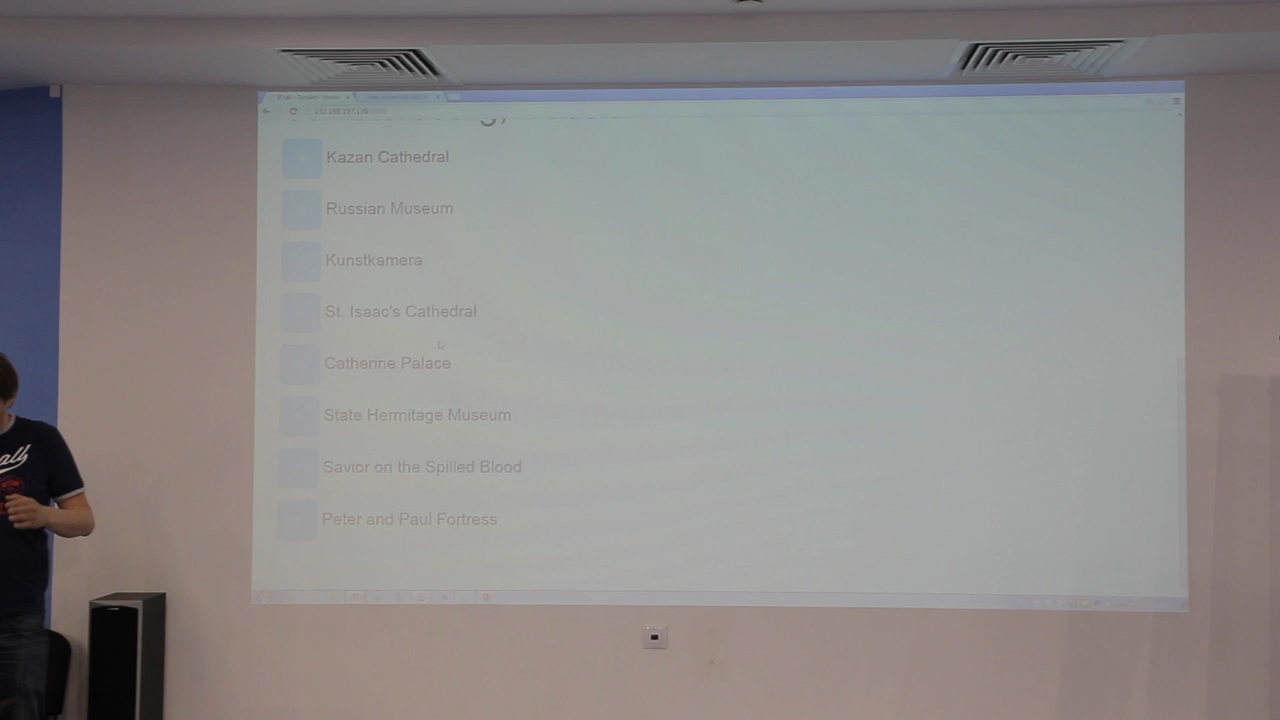 Kazan Cathedral
Russian Museum
Kunstkamera
St. Isaac's Cathedral
Catherine Palace
State Hermitage Museum
Savior on the Spilled Blood
Peter and Paul Fortress